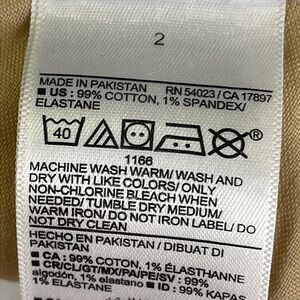 2
MADE IN PAKISTAN RN 54023 / CA 17897
■ US : 99% COTTON, 1% SPANDEX/
ELASTANE
40
®
1166
MACHINE WASH WARM/ WASH AND
DRY WITH LIKE COLORS/ ONLY
NON-CHLORINE BLEACH WHEN
NEEDED/ TUMBLE DRY MEDIUM/
WARM IRON/ DO NOT IRON LABEL/ DO
NOT DRY CLEAN
HECHO EN PAKISTAN / DIBUAT DI
PAKISTAN
■ CA : 99% COTON, 1% ÉLASTHANNE
■ CR/CL/GT/MX/PA/PE/SV : 99%
algodón, 1% elastano ■ ID : 99% KAPAS
1% ELASTANE